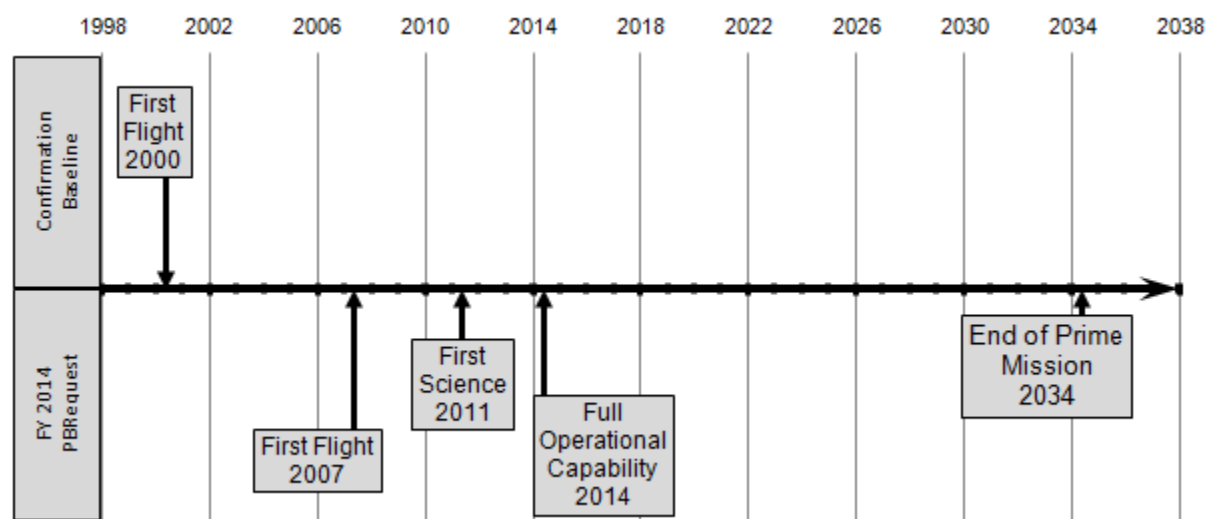 1998 2002 2006 2010 2014 2018 2022 2026 2030 2034 2038
Confirmation
Baseline
First
Flight
2000
FY 2014
PBRequest
First Flight
2007
First
Science
2011
Full
Operational
Capability
2014
End of Prime
Mission
2034